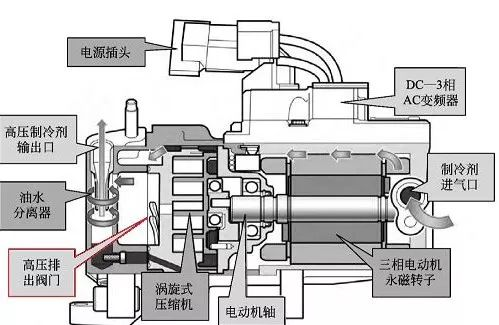 电源插头
DC—3相
AC变频器
高压制冷剂
输出口
制冷剂
进气口
油水
分离器
高压排
出阀门
涡旋式
压缩机
电动机轴
三相电动机
永磁转子